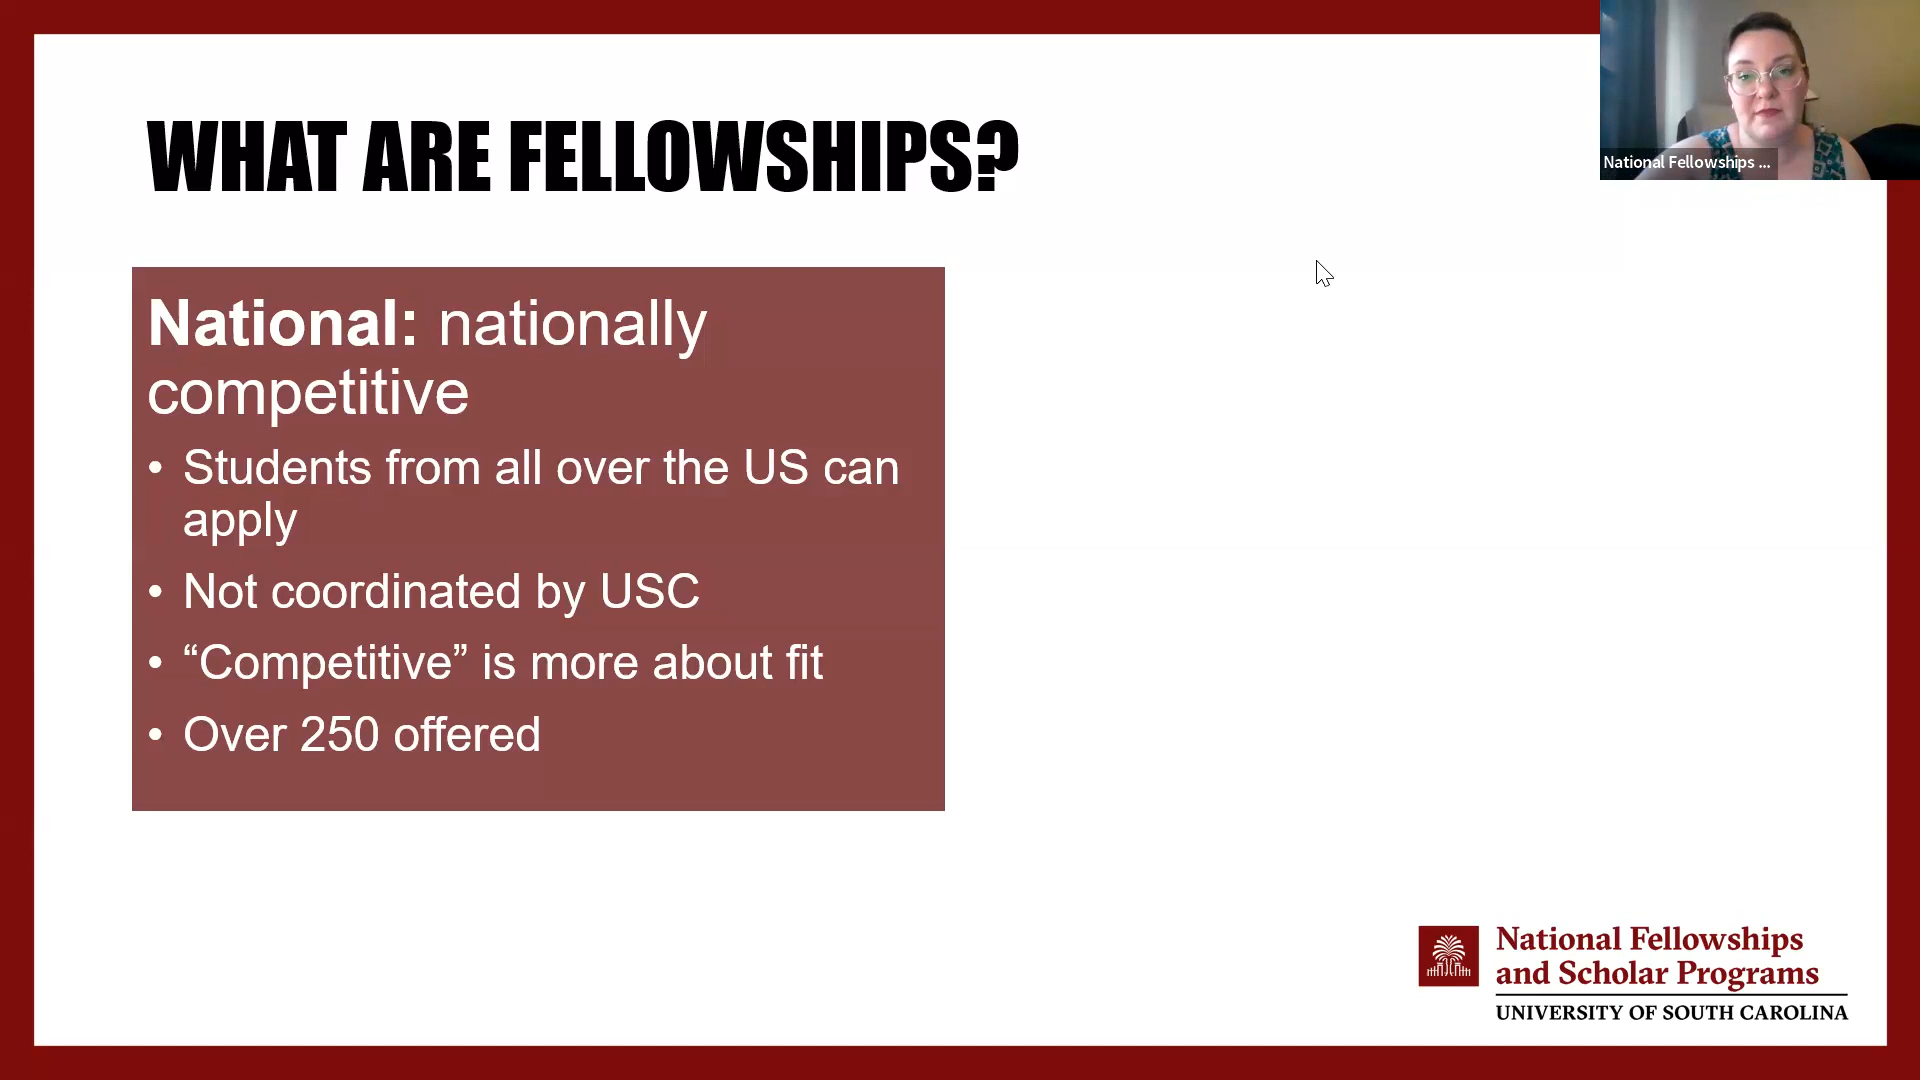 WHAT ARE FELLOWSHIPS?
National: nationally
competitive
• Students from all over the US can
apply
• Not coordinated by USC
• “Competitive” is more about fit
• Over 250 offered
National Fellowships ...
National Fellowships
and Scholar Programs
UNIVERSITY OF SOUTH CAROLINA